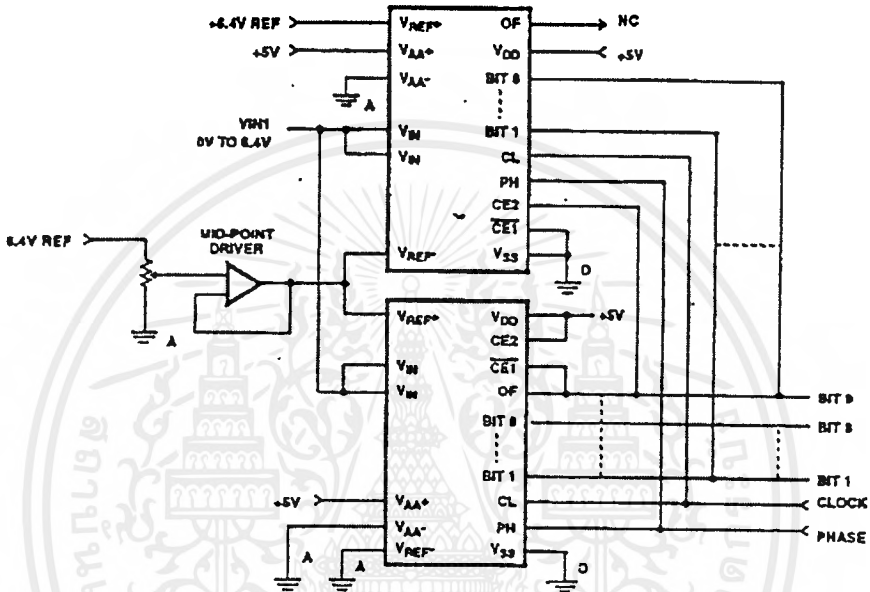 +6.4V REF
VREF+
OF
NC
+5V
VAA+
VDD
+5V
VAA-
BIT 8
A
VIN1
0V TO 6.4V
VIN
BIT 1
VIN
CL
PH
CE2
CE1
6.4V REF
MID-POINT
DRIVER
VREF-
VSS
D
A
VREF+
VDD
+5V
CE2
VIN
CE1
VIN
OF
BIT 9
BIT 8
BIT 8
BIT 1
BIT 1
+5V
VAA+
CL
CLOCK
VAA-
PH
PHASE
A
A
VREF-
VSS